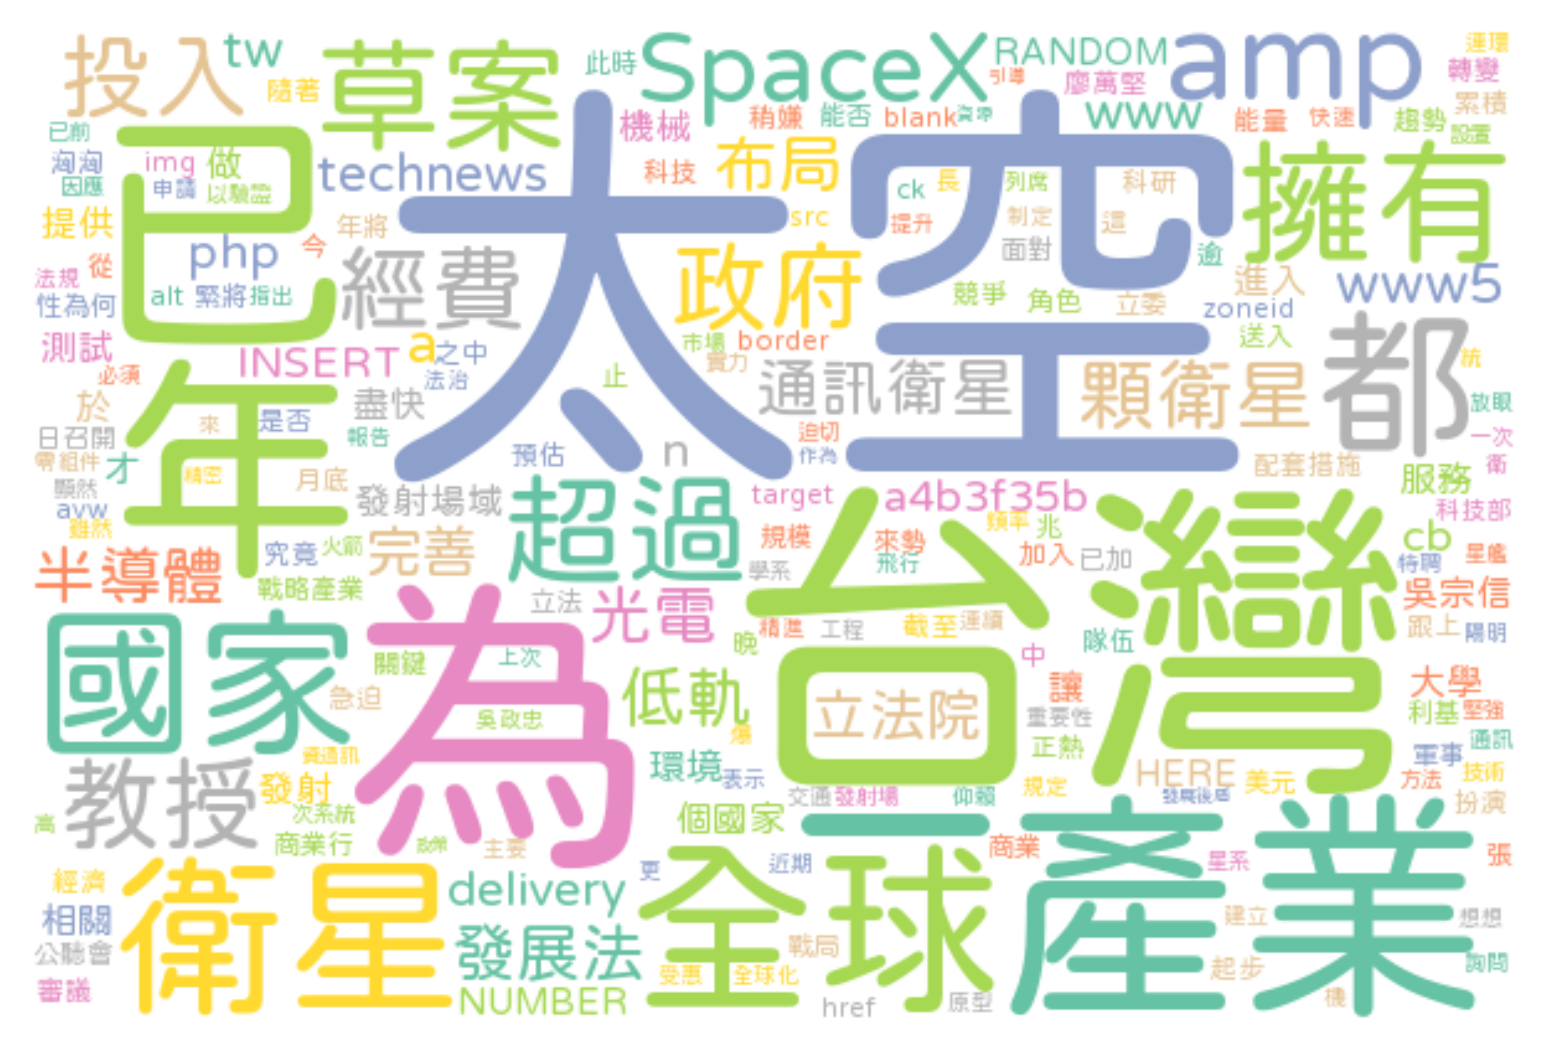 投入
tw
草案
此時
SpaceX
RANDOM
amp
連環
隨著
引導
廖萬堅
轉變
機械
稍嫌
能否
blank
資源
www
能量
快速
累積
趨勢
已前
設置
洶洶
img
做
technews
科技
布局
擁有
因應
申請
以驗證
已
太空
ck
長
列席
科研
提供
年將
src
提升
制定
這
php
今
經費
政府
面對
逾
法規
從
進入
www5
性為何
alt
緊將
指出
競爭
角色
立委
zoneid
測試
INSERT
a
之中
市場
border
送入
都
必須
法治
實力
統
年
止
通訊衛星
顆衛星
於
來
是否
盡快
放眼
日召開
報告
迫切
一次
零組件
才
精密
月底
預估
n
作為
配套措施
衛
顯然
發射場域
超過
target
a4b3f35b
服務
avw
雖然
頻率
兆
科技部
究竟
火箭
完善
規模
來勢
台灣
加入
已加
cb
半導體
戰略產業
學系
飛行
特聘
星艦
國家
為
立法
光電
精進
工程
截至
連續
隊伍
吳宗信
跟上
陽明
關鍵
上次
晚
中
急迫
低軌
立法院
讓
大學
吳政忠
爆
重要性
利基
堅強
資通訊
環境
表示
正熱
軍事
通訊
教授
發射
HERE
美元
方法
技術
次系統
交通
發射場
仰賴
規定
發展後盾
扮演
高
商業行
政策
主要
個國家
商業
星系
張
經濟
衛星
delivery
更
近期
全球
產業
相關
發展法
戰局
建立
想想
公聽會
受惠
全球化
起步
詢問
審議
NUMBER
href
原型
機